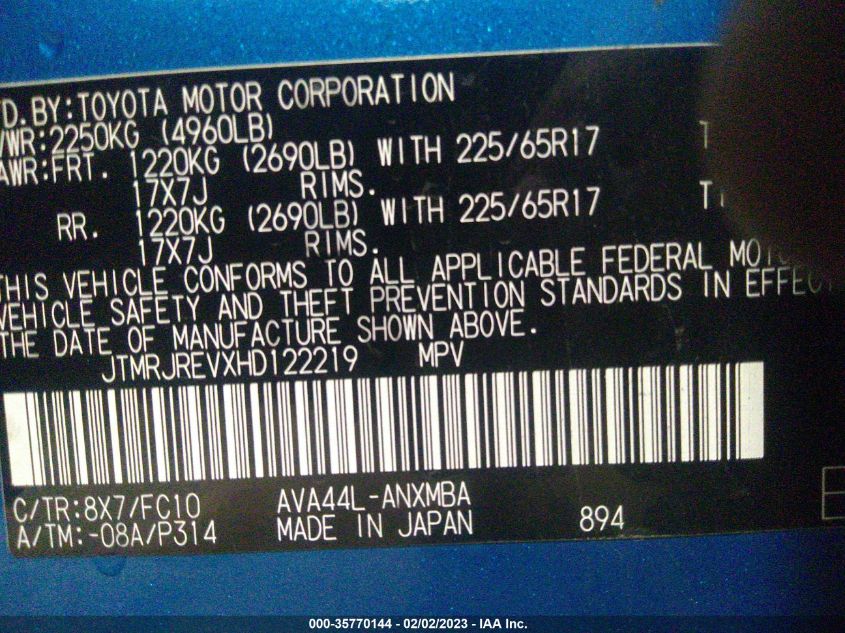 D.BY:TOYOTA MOTOR CORPORATION
WR:2250KG (4960LB)
AWR:FRT. 1220KG (2690LB) WITH 225/65R17
17X7J RIMS.
RR. 1220KG (2690LB) WITH 225/65R17
17X7J RIMS.
THIS VEHICLE CONFORMS TO ALL APPLICABLE FEDERAL MOTOR
VEHICLE SAFETY AND THEFT PREVENTION STANDARDS IN EFFECT
THE DATE OF MANUFACTURE SHOWN ABOVE.
JTMRJREVXHD122219 MPV
C/TR:8X7/FC10 AVA44L-ANXMBA
A/TM:-08A/P314 MADE IN JAPAN 894
000-35770144 - 02/02/2023 - IAA Inc.